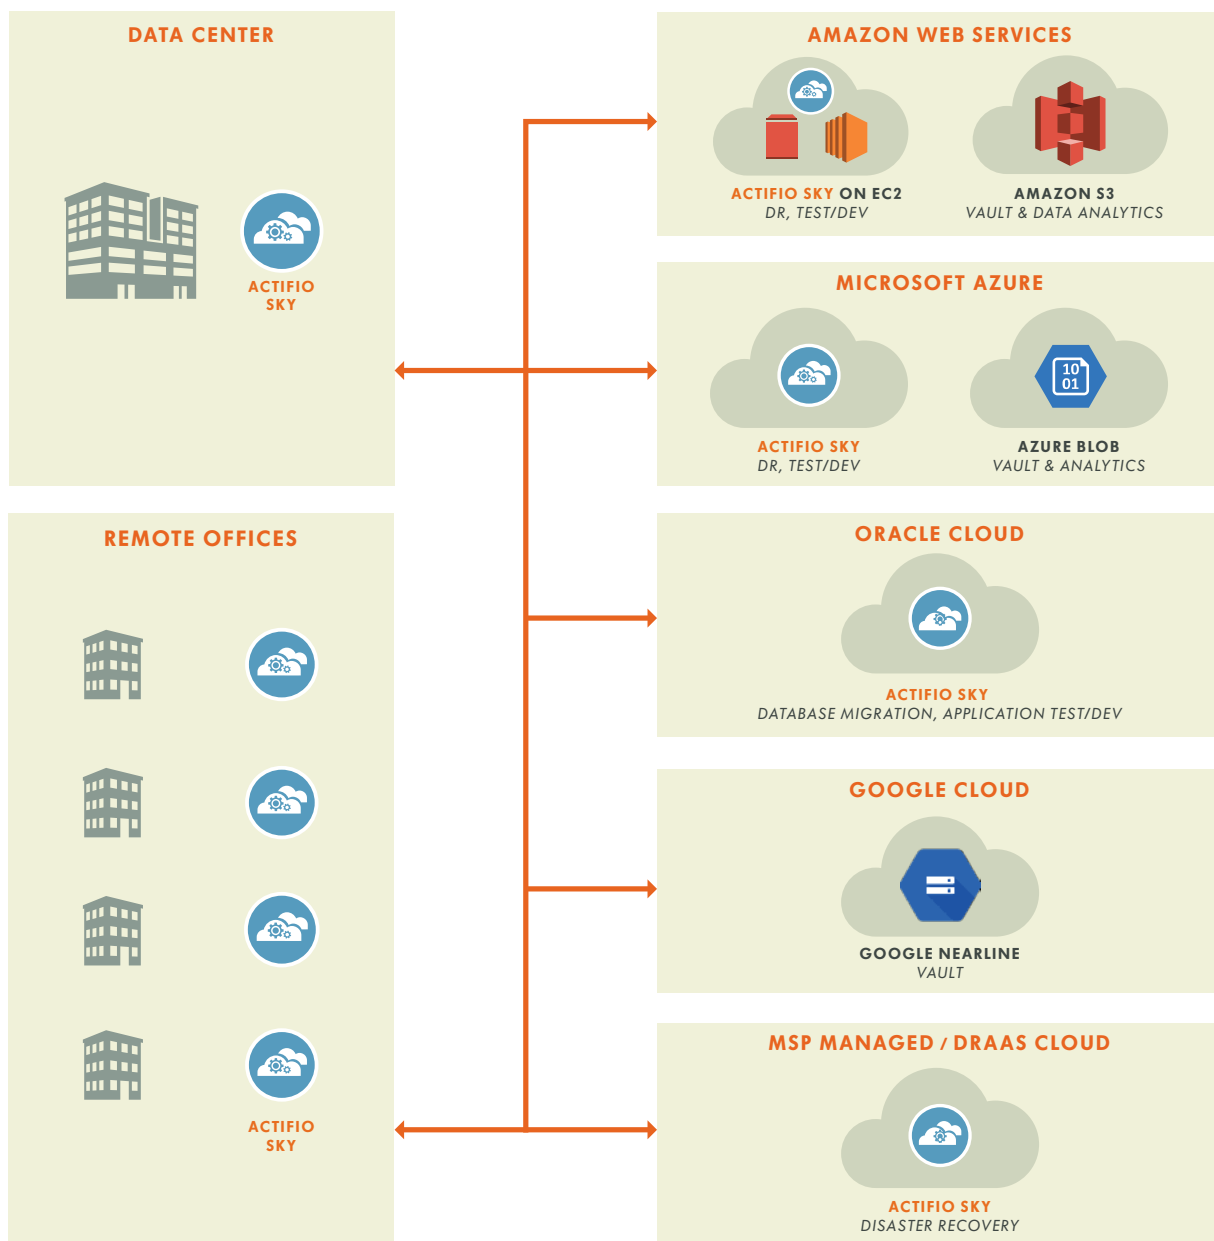 DATA CENTER
ACTIFIO
SKY
REMOTE OFFICES
ACTIFIO
SKY
AMAZON WEB SERVICES
ACTIFIO SKY ON EC2
DR, TEST/DEV
AMAZON S3
VAULT & DATA ANALYTICS
MICROSOFT AZURE
ACTIFIO SKY
DR, TEST/DEV
10
01
AZURE BLOB
VAULT & ANALYTICS
ORACLE CLOUD
ACTIFIO SKY
DATABASE MIGRATION, APPLICATION TEST/DEV
GOOGLE CLOUD
GOOGLE NEARLINE
VAULT
MSP MANAGED / DRAAS CLOUD
ACTIFIO SKY
DISASTER RECOVERY